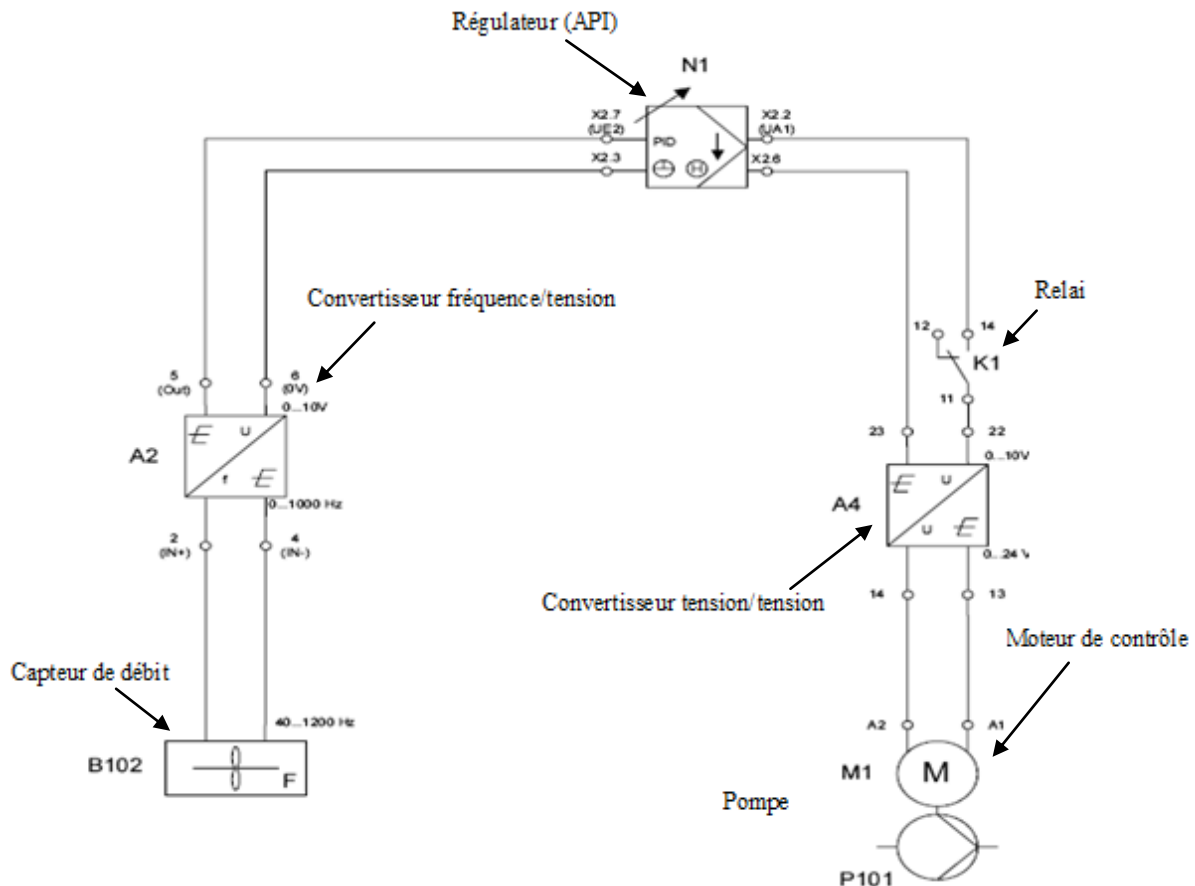 Régulateur (API)
N1
X2.7
(UE2)
X2.2
(UA1)
PID
X2.3
X2.6
Convertisseur fréquence/tension
Relai
12
14
K1
5
(Out)
6
(0V)
0...10V
11
A2
U
f
23
22
0...10V
0...1000 Hz
A4
U
U
2
(IN+)
4
(IN-)
0...24 V
Convertisseur tension/tension
14
13
Moteur de contrôle
Capteur de débit
40...1200 Hz
A2
A1
B102
F
M1
M
Pompe
P101